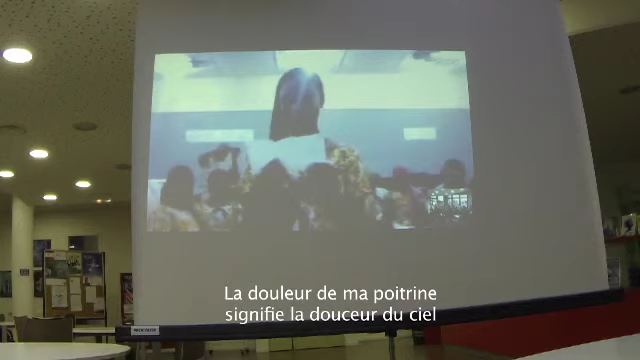 La douleur de ma poitrine
signifie la douceur du ciel